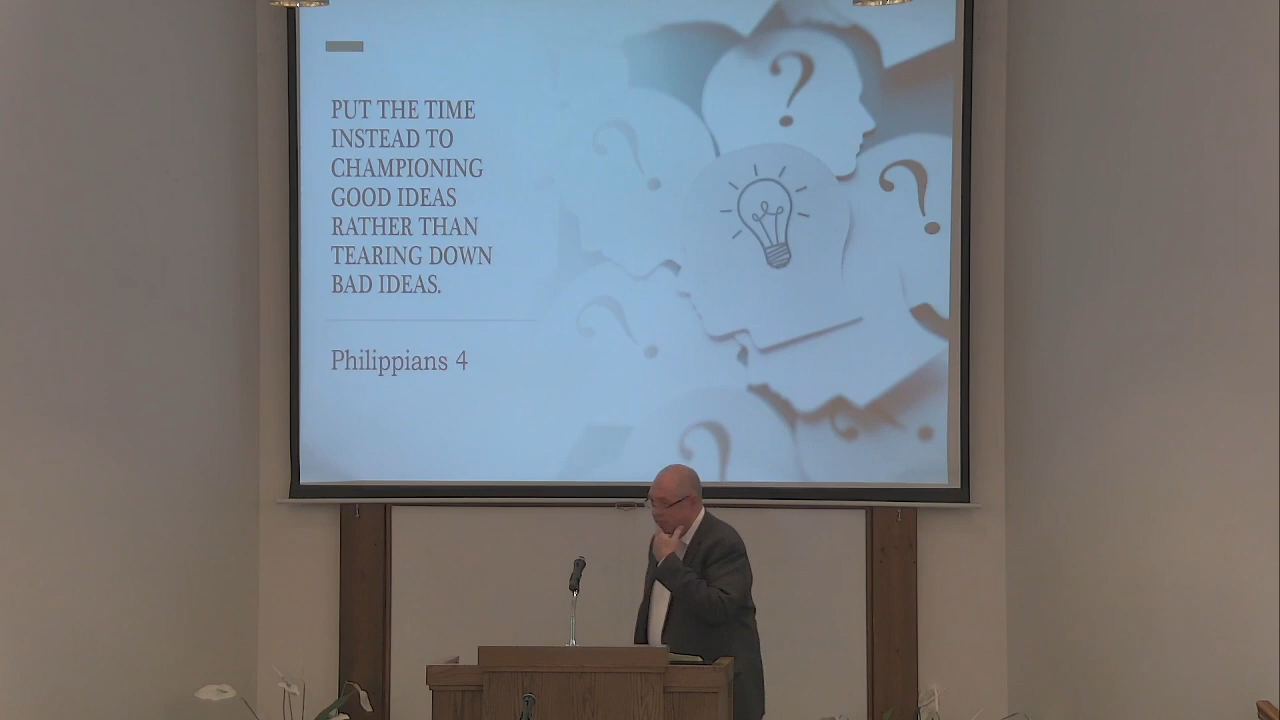 PUT THE TIME
INSTEAD TO
CHAMPIONING
GOOD IDEAS
RATHER THAN
TEARING DOWN
BAD IDEAS.
Philippians 4